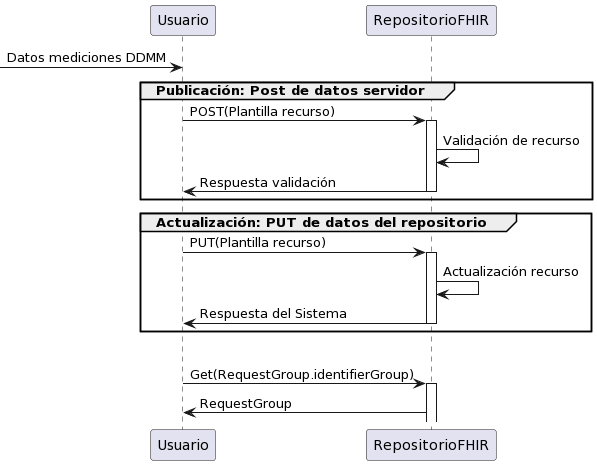 Usuario
RepositorioFHIR
Datos mediciones DDMM
Publicación: Post de datos servidor
POST(Plantilla recurso)
Validación de recurso
Respuesta validación
Actualización: PUT de datos del repositorio
PUT(Plantilla recurso)
Actualización recurso
Respuesta del Sistema
Get(RequestGroup.identifierGroup)
RequestGroup
Usuario
RepositorioFHIR